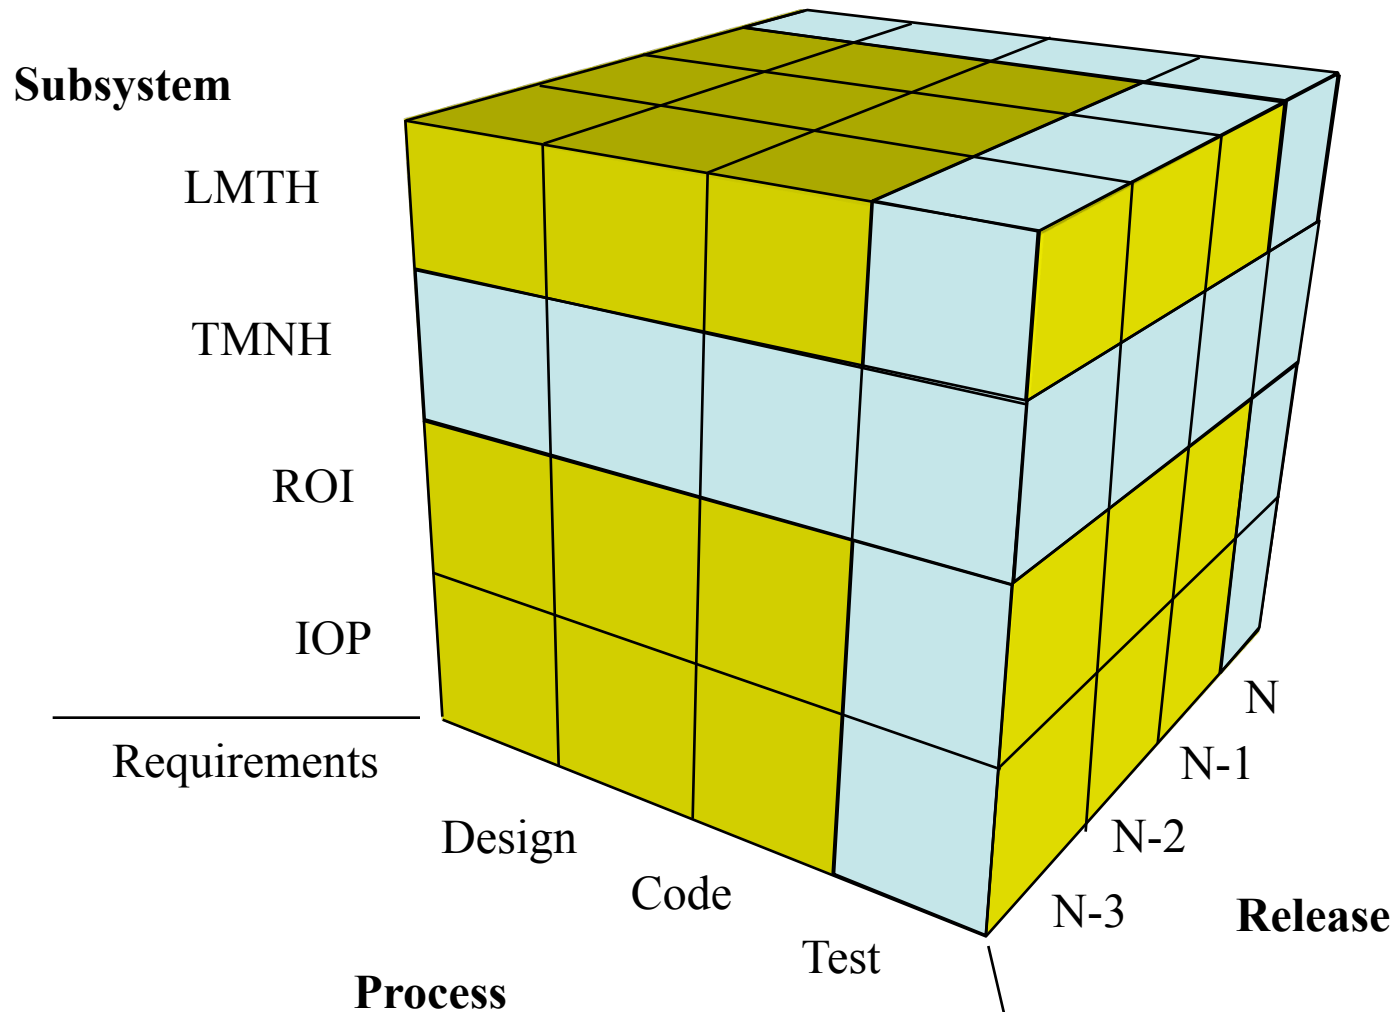 Subsystem
LMTH
TMNH
ROI
IOP
Requirements
Design
Code
Test
Process
N
N-1
N-2
N-3
Release